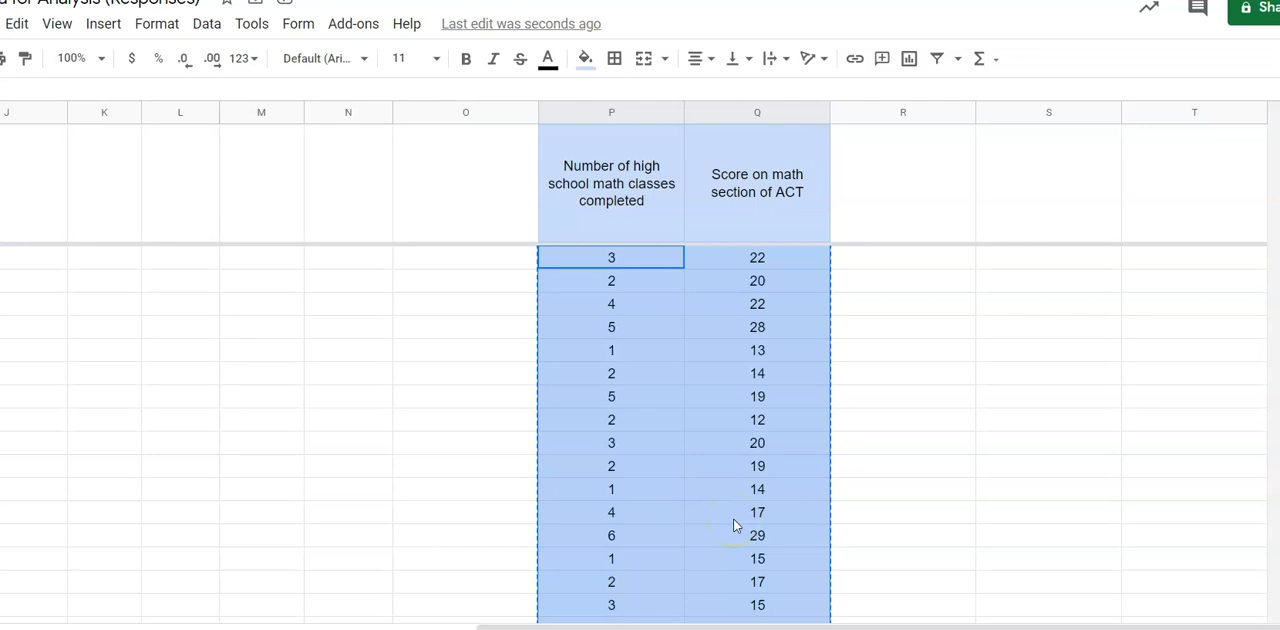 for Analysis (Responses)
Edit View Insert Format Data Tools Form Add-ons Help Last edit was seconds ago
100% $ % .0 .00 123 Default (Ari... 11 B I S A Σ
J K L M N O P Q R S T
Number of high school math classes completed
Score on math section of ACT
3 22
2 20
4 22
5 28
1 13
2 14
5 19
2 12
3 20
2 19
1 14
4 17
6 29
1 15
2 17
3 15